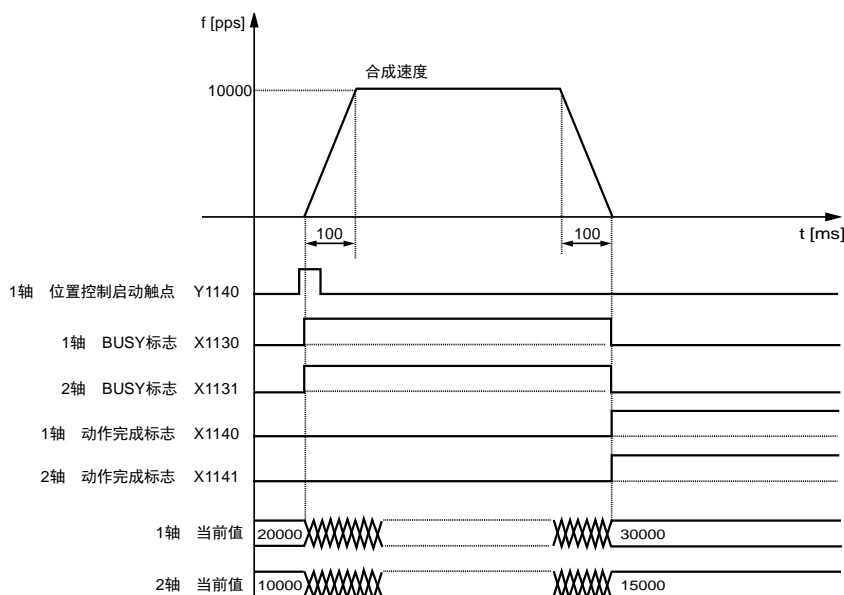 f [pps]
合成速度
10000
100
100
t [ms]
1轴 位置控制启动触点 Y1140
1轴 BUSY标志 X1130
2轴 BUSY标志 X1131
1轴 动作完成标志 X1140
2轴 动作完成标志 X1141
1轴 当前值 20000 30000
2轴 当前值 10000 15000